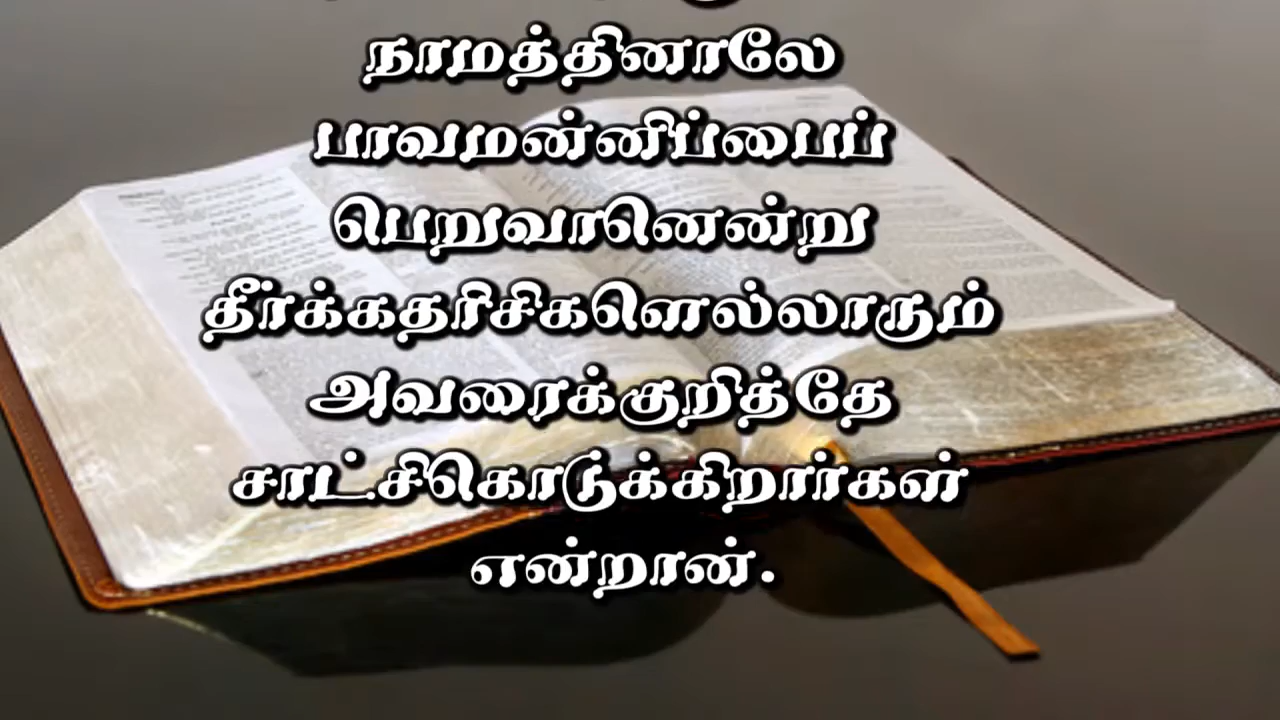 நாமத்தினாலே
பாவமன்னிப்பைப்
பெறுவானென்று
தீர்க்கதரிசிகளெல்லாரும்
அவரைக்குறித்தே
சாட்சிகொடுக்கிறார்கள்
என்றான்.